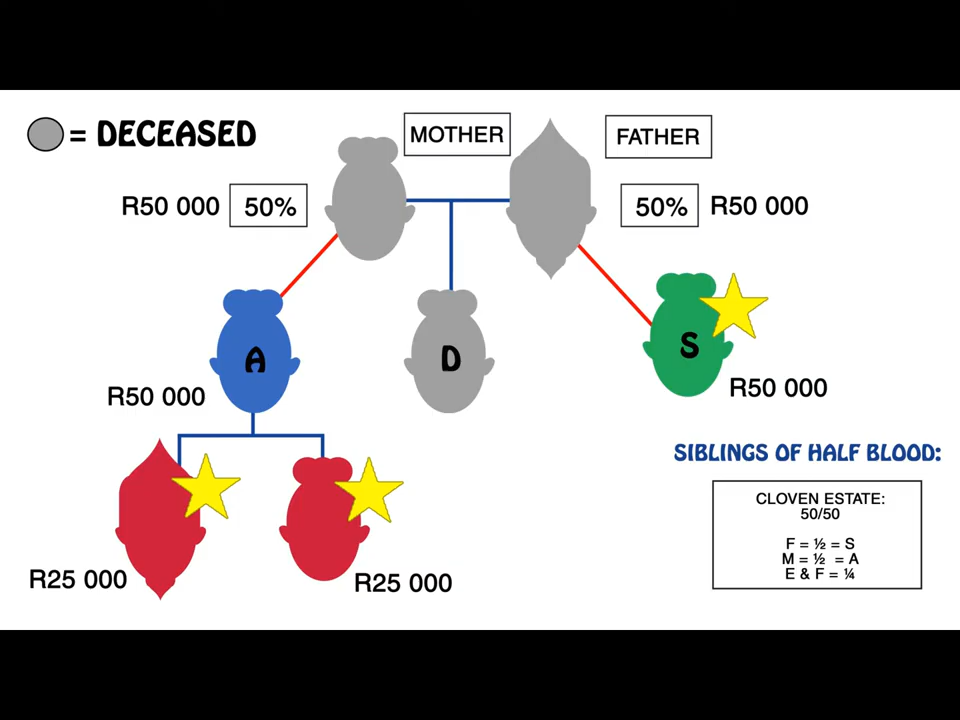 = DECEASED
MOTHER
FATHER
R50 000
50%
50%
R50 000
A
D
S
R50 000
R50 000
SIBLINGS OF HALF BLOOD:
CLOVEN ESTATE:
50/50
F = ½ = S
M = ½ = A
E & F = ¼
R25 000
R25 000